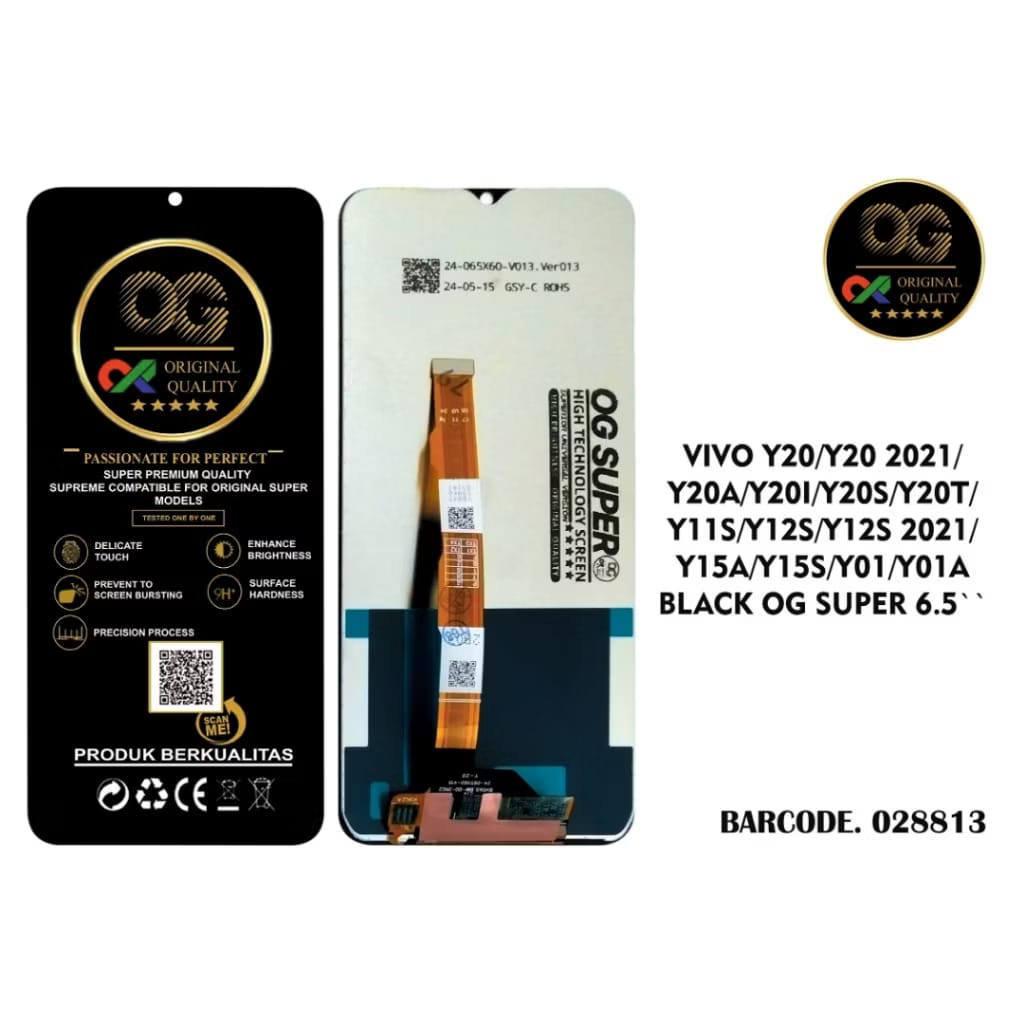 OG
ORIGINAL
QUALITY
PASSIONATE FOR PERFECT
SUPER PREMIUM QUALITY
SUPREME COMPATIBLE FOR ORIGINAL SUPER
MODELS
TESTED ONE BY ONE
DELICATE
TOUCH
ENHANCE
BRIGHTNESS
PREVENT TO
SCREEN BURSTING
9H+
SURFACE
HARDNESS
PRECISION PROCESS
SCAN
ME!
PRODUK BERKUALITAS
CE
24-065X60-V013.Ver013
24-05-15 GSY-C ROHS
OG SUPER
HIGH TECHNOLOGY SCREEN
SUPERIOR UNIVERSAL VERSION
OG
ORIGINAL
QUALITY
VIVO Y20/Y20 2021/
Y20A/Y20I/Y20S/Y20T/
Y11S/Y12S/Y12S 2021/
Y15A/Y15S/Y01/Y01A
BLACK OG SUPER 6.5``
BARCODE. 028813